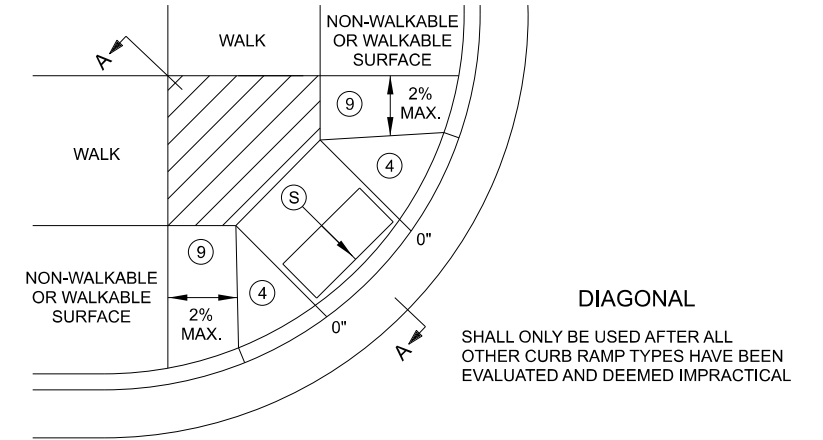 WALK
NON-WALKABLE
OR WALKABLE
SURFACE
A
9
2%
MAX.
WALK
4
S
0"
9
NON-WALKABLE
OR WALKABLE
SURFACE
2%
MAX.
4
0"
A
DIAGONAL
SHALL ONLY BE USED AFTER ALL
OTHER CURB RAMP TYPES HAVE BEEN
EVALUATED AND DEEMED IMPRACTICAL